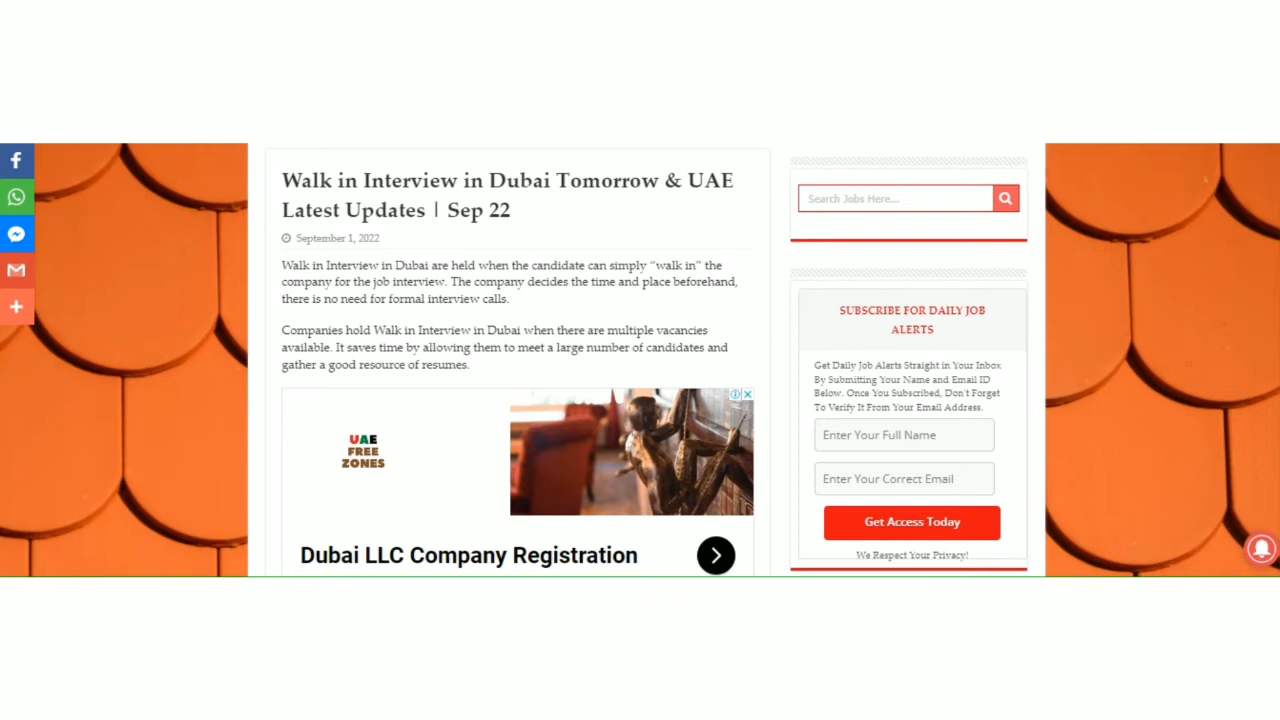 Walk in Interview in Dubai Tomorrow & UAE
Latest Updates | Sep 22
September 1, 2022
Walk in Interview in Dubai are held when the candidate can simply “walk in” the
company for the job interview. The company decides the time and place beforehand,
there is no need for formal interview calls.
Companies hold Walk in Interview in Dubai when there are multiple vacancies
available. It saves time by allowing them to meet a large number of candidates and
gather a good resource of resumes.
UAE
FREE
ZONES
Dubai LLC Company Registration
Search Jobs Here...
SUBSCRIBE FOR DAILY JOB
ALERTS
Get Daily Job Alerts Straight in Your Inbox
By Submitting Your Name and Email ID
Below. Once You Subscribed, Don't Forget
To Verify It From Your Email Address.
Enter Your Full Name
Enter Your Correct Email
Get Access Today
We Respect Your Privacy!